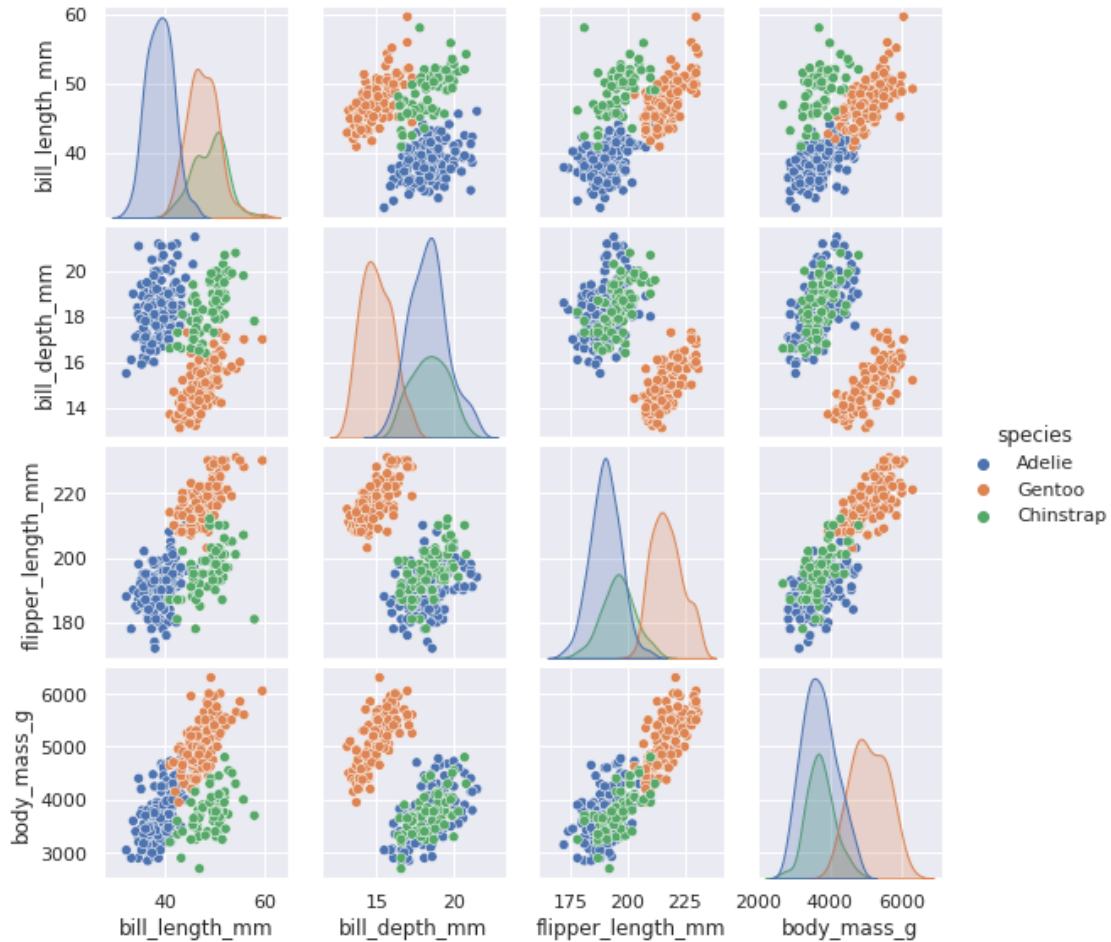 60
50
40
bill_length_mm
20
18
16
14
bill_depth_mm
species
Adelie
Gentoo
Chinstrap
220
200
180
flipper_length_mm
6000
5000
4000
3000
body_mass_g
40 60 15 20 175 200 225 2000 4000 6000
bill_length_mm bill_depth_mm flipper_length_mm body_mass_g